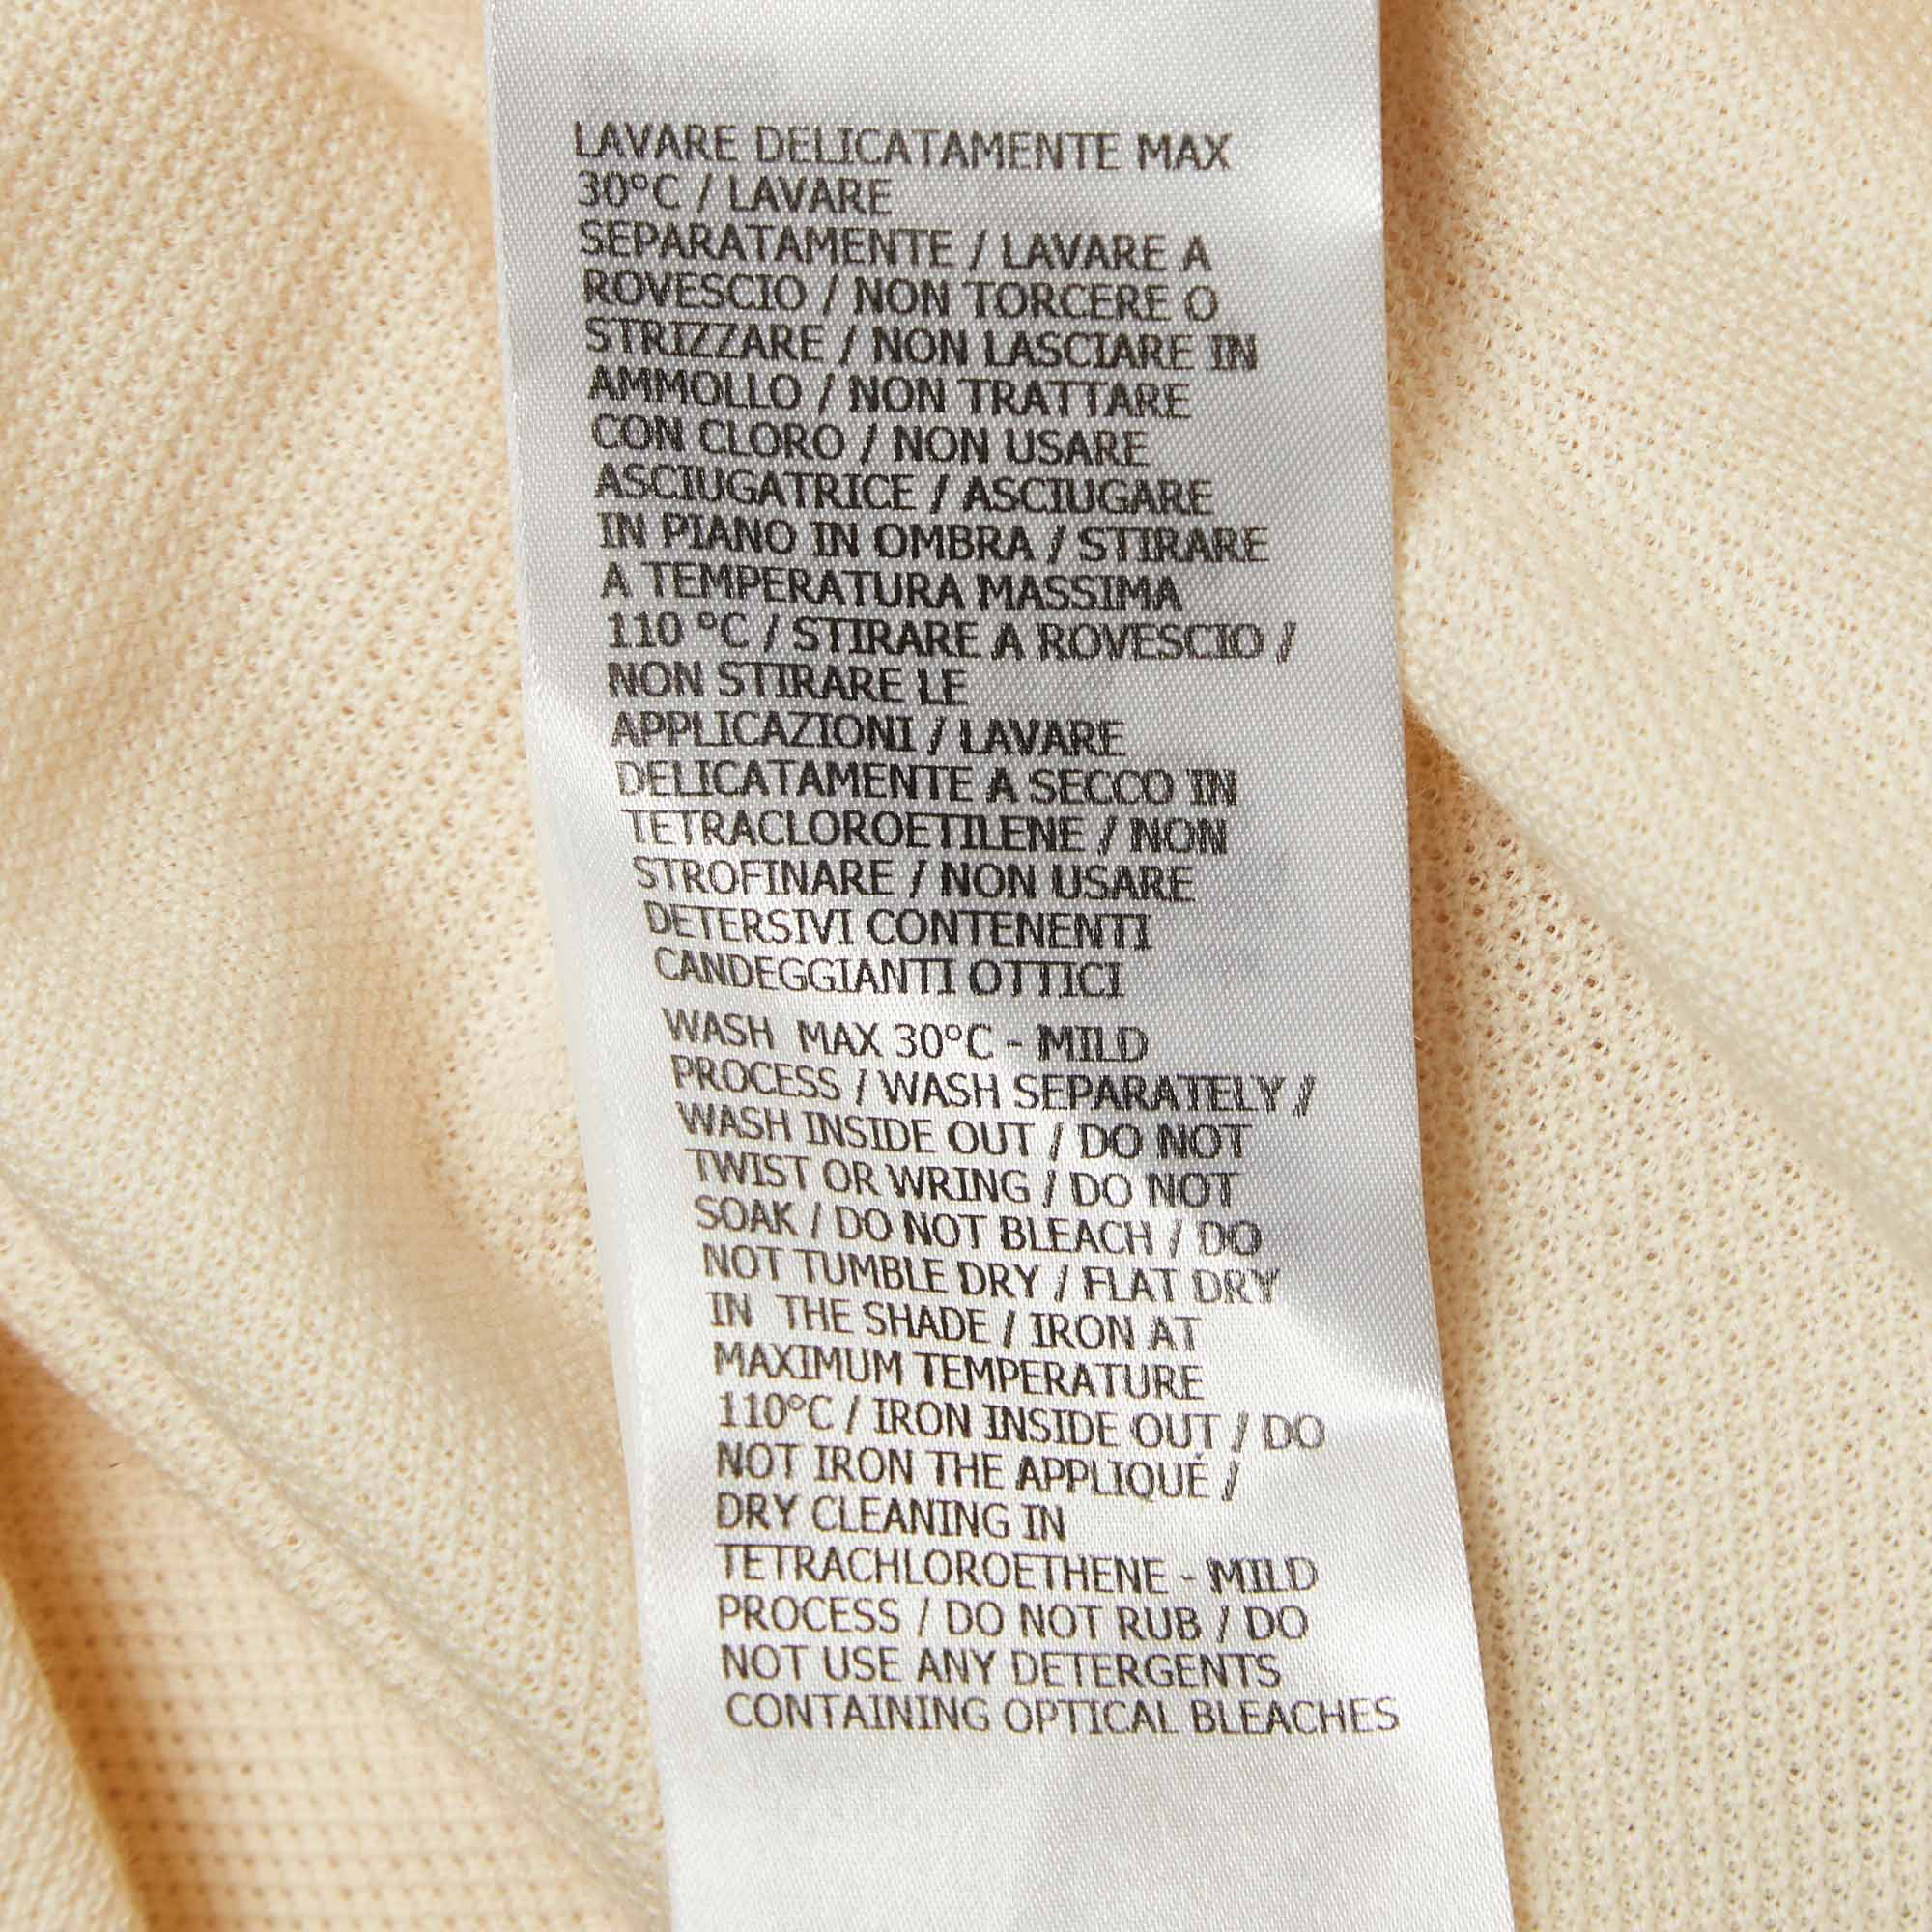 LAVARE DELICATAMENTE MAX
30°C / LAVARE
SEPARATAMENTE / LAVARE A
ROVESCIO / NON TORCERE O
STRIZZARE / NON LASCIARE IN
AMMOLLO / NON TRATTARE
CON CLORO / NON USARE
ASCIUGATRICE / ASCIUGARE
IN PIANO IN OMBRA / STIRARE
A TEMPERATURA MASSIMA
110 °C / STIRARE A ROVESCIO /
NON STIRARE LE
APPLICAZIONI / LAVARE
DELICATAMENTE A SECCO IN
TETRACLOROETILENE / NON
STROFINARE / NON USARE
DETERSIVI CONTENENTI
CANDEGGIANTI OTTICI
WASH MAX 30°C - MILD
PROCESS / WASH SEPARATELY /
WASH INSIDE OUT / DO NOT
TWIST OR WRING / DO NOT
SOAK / DO NOT BLEACH / DO
NOT TUMBLE DRY / FLAT DRY
IN THE SHADE / IRON AT
MAXIMUM TEMPERATURE
110°C / IRON INSIDE OUT / DO
NOT IRON THE APPLIQUÉ /
DRY CLEANING IN
TETRACHLOROETHENE - MILD
PROCESS / DO NOT RUB / DO
NOT USE ANY DETERGENTS
CONTAINING OPTICAL BLEACHES